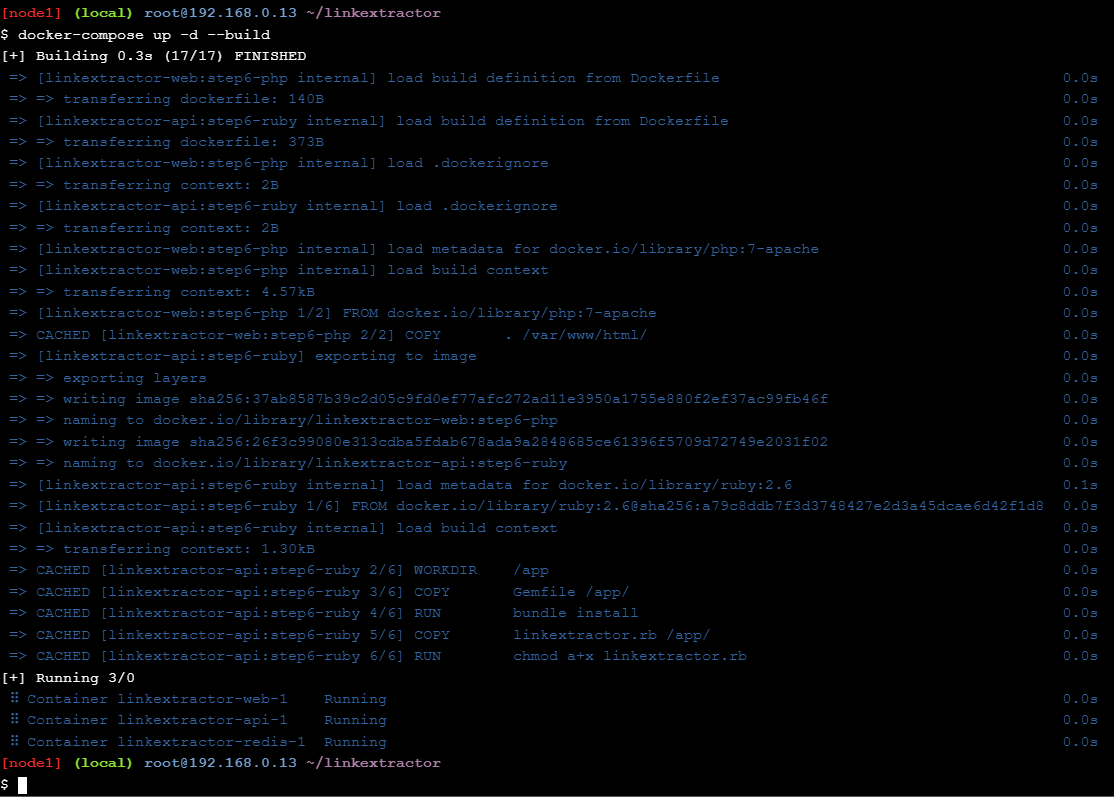 [node1] (local) root@192.168.0.13 ~/linkextractor
$ docker-compose up -d --build
[+] Building 0.3s (17/17) FINISHED
=> [linkextractor-web:step6-php internal] load build definition from Dockerfile 0.0s
=> => transferring dockerfile: 140B 0.0s
=> [linkextractor-api:step6-ruby internal] load build definition from Dockerfile 0.0s
=> => transferring dockerfile: 373B 0.0s
=> [linkextractor-web:step6-php internal] load .dockerignore 0.0s
=> => transferring context: 2B 0.0s
=> [linkextractor-api:step6-ruby internal] load .dockerignore 0.0s
=> => transferring context: 2B 0.0s
=> [linkextractor-web:step6-php internal] load metadata for docker.io/library/php:7-apache 0.0s
=> [linkextractor-web:step6-php internal] load build context 0.0s
=> => transferring context: 4.57kB 0.0s
=> [linkextractor-web:step6-php 1/2] FROM docker.io/library/php:7-apache 0.0s
=> CACHED [linkextractor-web:step6-php 2/2] COPY . /var/www/html/ 0.0s
=> [linkextractor-api:step6-ruby] exporting to image 0.0s
=> => exporting layers 0.0s
=> => writing image sha256:37ab8587b39c2d05c9fd0ef77afc272ad11e3950a1755e880f2ef37ac99fb46f 0.0s
=> => naming to docker.io/library/linkextractor-web:step6-php 0.0s
=> => writing image sha256:26f3c99080e313cdba5fdab678ada9a2848685ce61396f5709d72749e2031f02 0.0s
=> => naming to docker.io/library/linkextractor-api:step6-ruby 0.0s
=> [linkextractor-api:step6-ruby internal] load metadata for docker.io/library/ruby:2.6 0.1s
=> [linkextractor-api:step6-ruby 1/6] FROM docker.io/library/ruby:2.6@sha256:a79c8ddb7f3d3748427e2d3a45dcae6d42f1d8 0.0s
=> [linkextractor-api:step6-ruby internal] load build context 0.0s
=> => transferring context: 1.30kB 0.0s
=> CACHED [linkextractor-api:step6-ruby 2/6] WORKDIR /app 0.0s
=> CACHED [linkextractor-api:step6-ruby 3/6] COPY Gemfile /app/ 0.0s
=> CACHED [linkextractor-api:step6-ruby 4/6] RUN bundle install 0.0s
=> CACHED [linkextractor-api:step6-ruby 5/6] COPY linkextractor.rb /app/ 0.0s
=> CACHED [linkextractor-api:step6-ruby 6/6] RUN chmod a+x linkextractor.rb 0.0s
[+] Running 3/0
⠿ Container linkextractor-web-1 Running 0.0s
⠿ Container linkextractor-api-1 Running 0.0s
⠿ Container linkextractor-redis-1 Running 0.0s
[node1] (local) root@192.168.0.13 ~/linkextractor
$